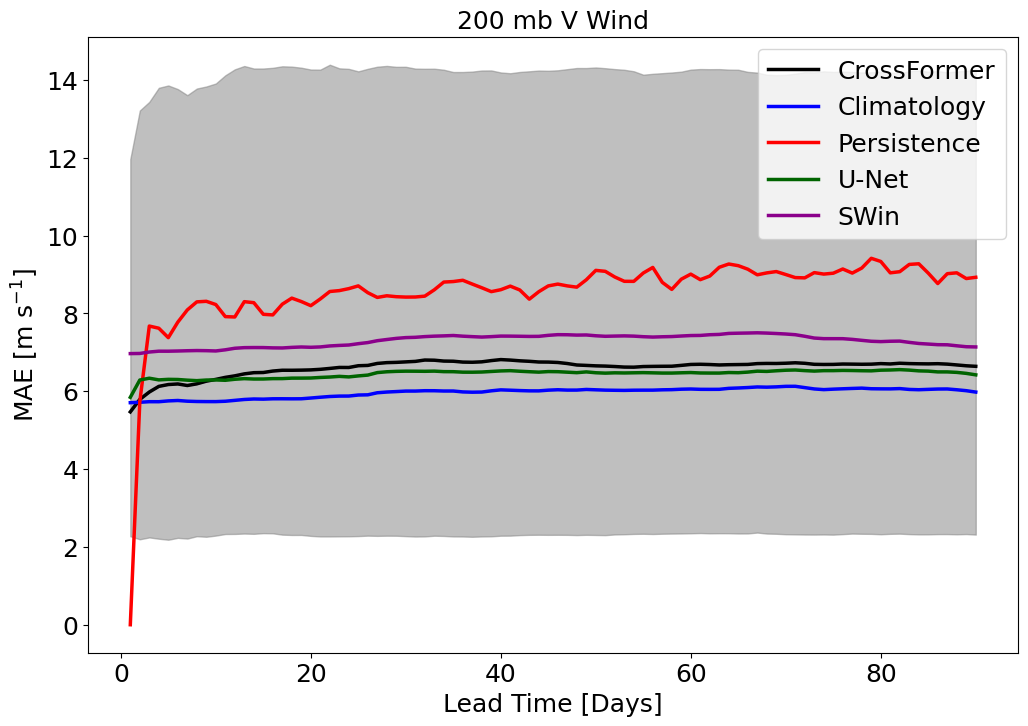 200 mb V Wind
MAE [m s⁻¹]
14
12
10
8
6
4
2
0
CrossFormer
Climatology
Persistence
U-Net
SWin
0 20 40 60 80
Lead Time [Days]